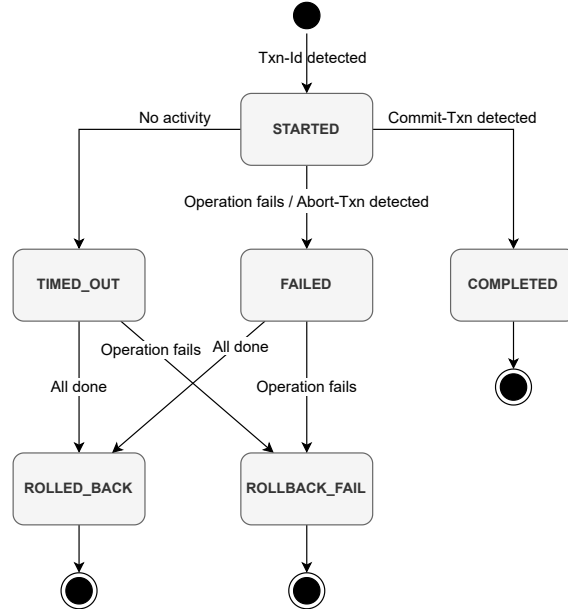 Txn-Id detected
STARTED
No activity
Commit-Txn detected
Operation fails / Abort-Txn detected
TIMED_OUT
FAILED
COMPLETED
Operation fails
All done
All done
Operation fails
ROLLED_BACK
ROLLBACK_FAIL